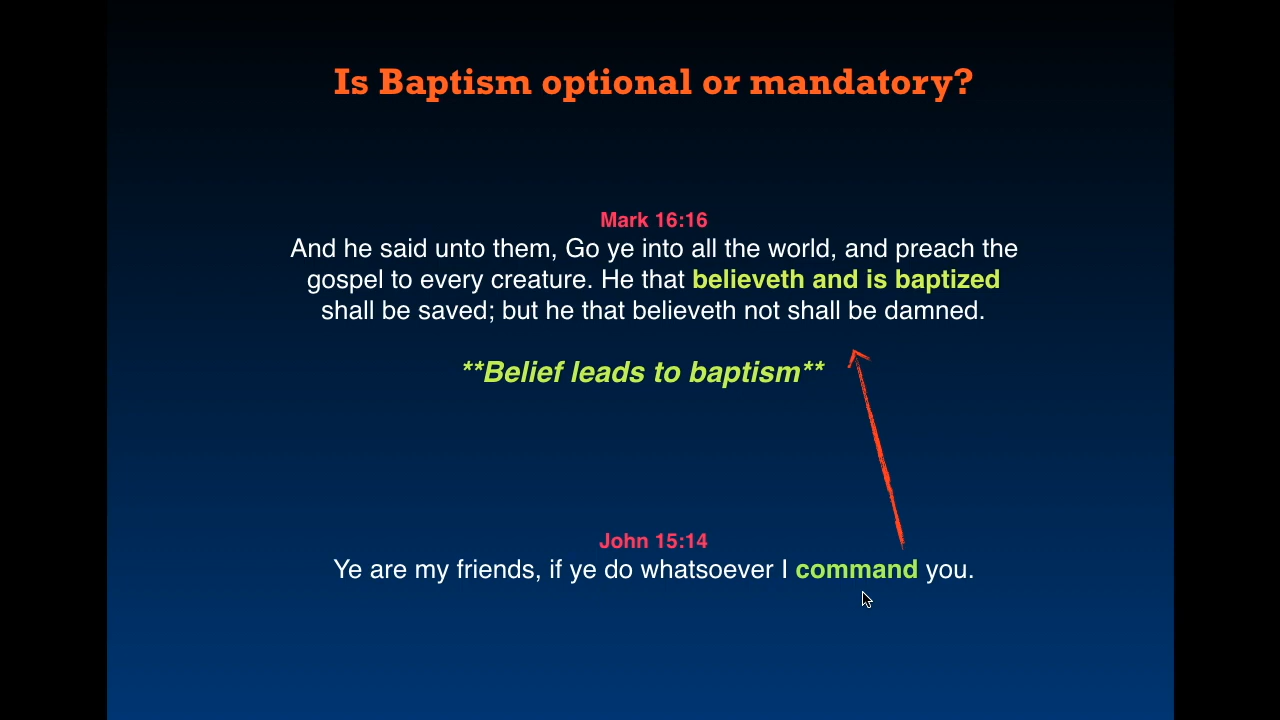 Is Baptism optional or mandatory?
Mark 16:16
And he said unto them, Go ye into all the world, and preach the
gospel to every creature. He that believeth and is baptized
shall be saved; but he that believeth not shall be damned.
**Belief leads to baptism**
John 15:14
Ye are my friends, if ye do whatsoever I command you.